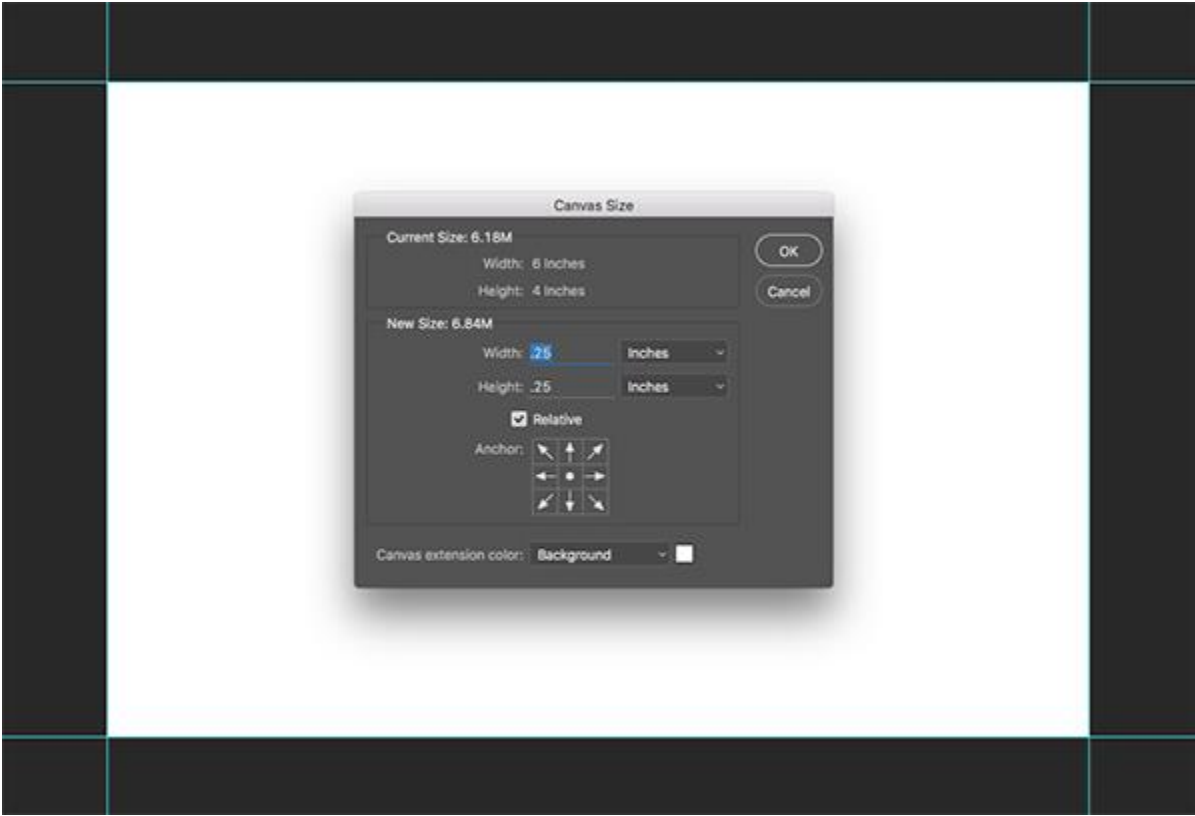 Canvas Size
Current Size: 6.18M
OK
Width: 6 Inches
Height: 4 Inches
Cancel
New Size: 6.84M
Width: .25 Inches
Height: .25 Inches
Relative
Anchor:
Canvas extension color: Background